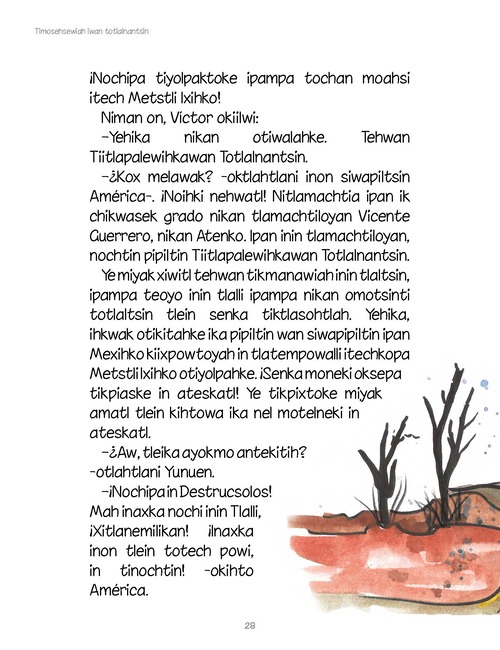 Timosehsewiah iwan totlalnantsin
¡Nochipa tiyolpaktoke ipampa tochan moahsi
itech Metstli Ixihko!
Niman on, Victor okiilwi:
–Yehika nikan otiwalahke. Tehwan
Tiitlapalewihkawan Totlalnantsin.
–¿Kox melawak? -oktlahtlani inon siwapiltsin
América-. ¡Noihki nehwatl! Nitlamachtia ipan ik
chikwasek grado nikan tlamachtiloyan Vicente
Guerrero, nikan Atenko. Ipan inin tlamachtiloyan,
nochtin pipiltin Tiitlapalewihkawan Totlalnantsin.
Ye miyak xiwitl tehwan tikmanawiah inin tlaltsin,
ipampa teoyo inin tlalli ipampa nikan omotsinti
totlaltsin tlein senka tiktlasohtlah. Yehika,
ihkwak otikitahke ika pipiltin wan siwapipiltin ipan
Mexihko kiixpowtoyah in tlatempowalli itechkopa
Metstli Ixihko otiyolpahke. ¡Senka moneki oksepa
tikpiaske in ateskatl! Ye tikpixtoke miyak
amatl tlein kihtowa ika nel motelneki in
ateskatl.
–¿Aw, tleika ayokmo antekitih?
-otlahtlani Yunuen.
–¡Nochipa in Destrucsolos!
Mah inaxka nochi inin Tlalli,
¡Xitlanemilikan! ¡Inaxka
inon tlein totech powi,
in tinochtin! -okihto
América.
28